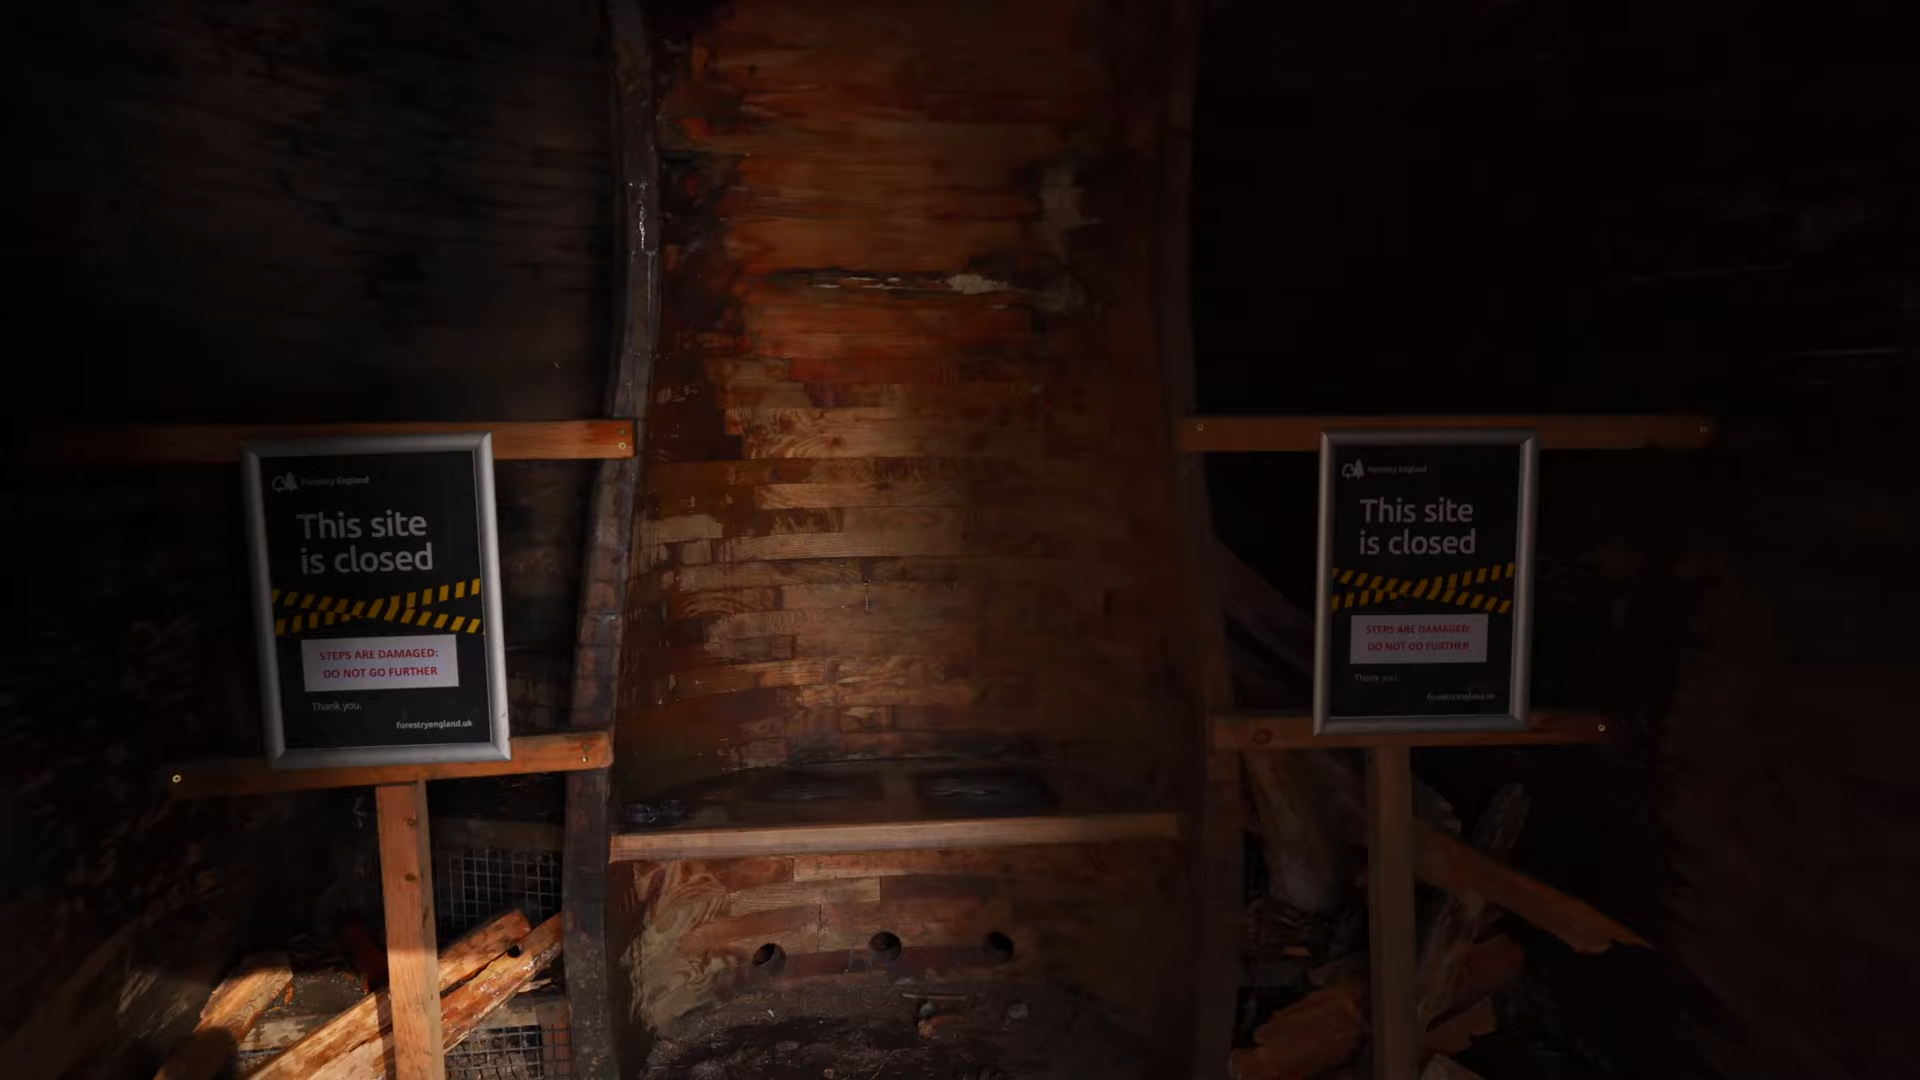 Forestry England
This site
is closed
STEPS ARE DAMAGED:
DO NOT GO FURTHER
Thank you.
forestryengland.uk
Forestry England
This site
is closed
STEPS ARE DAMAGED:
DO NOT GO FURTHER
Thank you.
forestryengland.uk